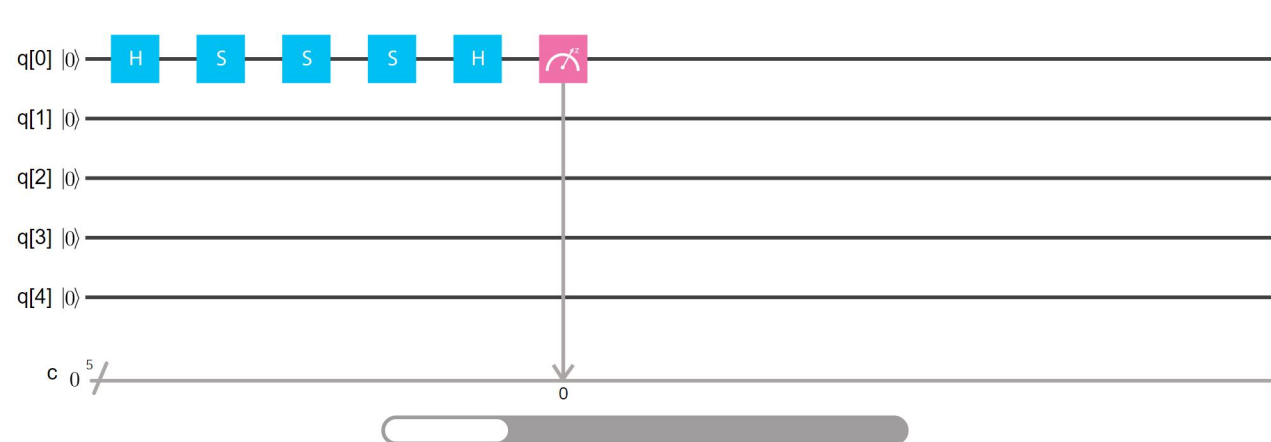 q[0] |0⟩ H S S S H z
q[1] |0⟩
q[2] |0⟩
q[3] |0⟩
q[4] |0⟩
c 0 5
0